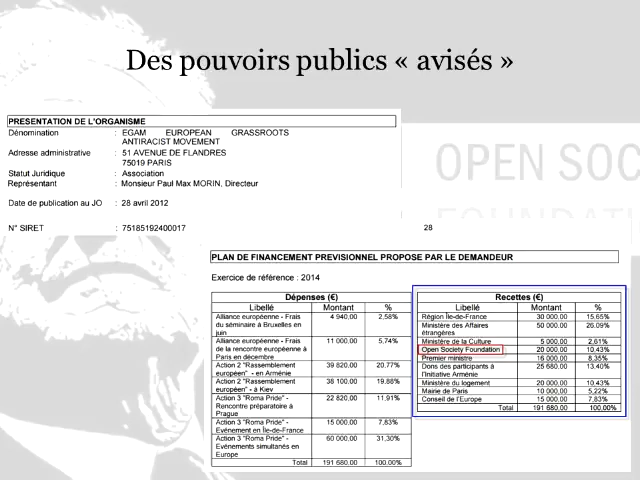 Des pouvoirs publics « avisés »
PRESENTATION DE L'ORGANISME
Dénomination : EGAM EUROPEAN GRASSROOTS
ANTIRACIST MOVEMENT
Adresse administrative : 51 AVENUE DE FLANDRES
75019 PARIS
Statut Juridique : Association
Représentant : Monsieur Paul Max MORIN, Directeur
Date de publication au JO : 28 avril 2012
N° SIRET : 75185192400017
28
OPEN SOC
FOUNDATI
PLAN DE FINANCEMENT PREVISIONNEL PROPOSE PAR LE DEMANDEUR
Exercice de référence : 2014
Dépenses (€)
Libellé Montant %
Alliance européenne - Frais 4 940,00 2,58%
du séminaire à Bruxelles en
juin
Alliance européenne - Frais 11 000,00 5,74%
de la rencontre européenne à
Paris en décembre
Action 2 "Rassemblement 39 820,00 20,77%
européen" - en Arménie
Action 2 "Rassemblement 38 100,00 19,88%
européen" - à Kiev
Action 3 "Roma Pride" - 22 820,00 11,91%
Rencontre préparatoire à
Prague
Action 3 "Roma Pride" - 15 000,00 7,83%
Evénement en Île-de-France
Action 3 "Roma Pride" - 60 000,00 31,30%
Evénements simultanés en
Europe
Total 191 680,00 100,00%
Recettes (€)
Libellé Montant %
Région Île-de-France 30 000,00 15,65%
Ministère des Affaires 50 000,00 26,09%
étrangères
Ministère de la Culture 5 000,00 2,61%
Open Society Foundation 20 000,00 10,43%
Premier ministre 16 000,00 8,35%
Dons des participants à 25 680,00 13,40%
l'initiative Arménie
Ministère du logement 20 000,00 10,43%
Mairie de Paris 10 000,00 5,22%
Conseil de l'Europe 15 000,00 7,83%
Total 191 680,00 100,00%